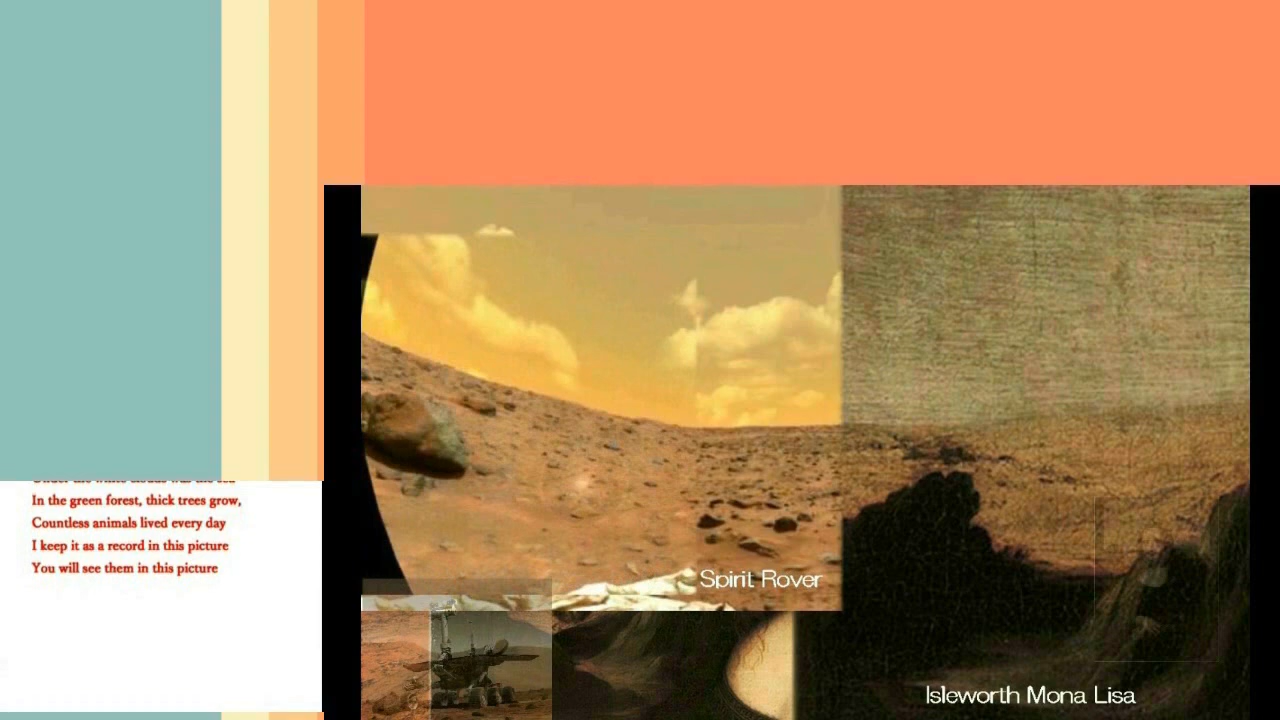 In the green forest, thick trees grow,
Countless animals lived every day
I keep it as a record in this picture
You will see them in this picture
Spirit Rover
Isleworth Mona Lisa